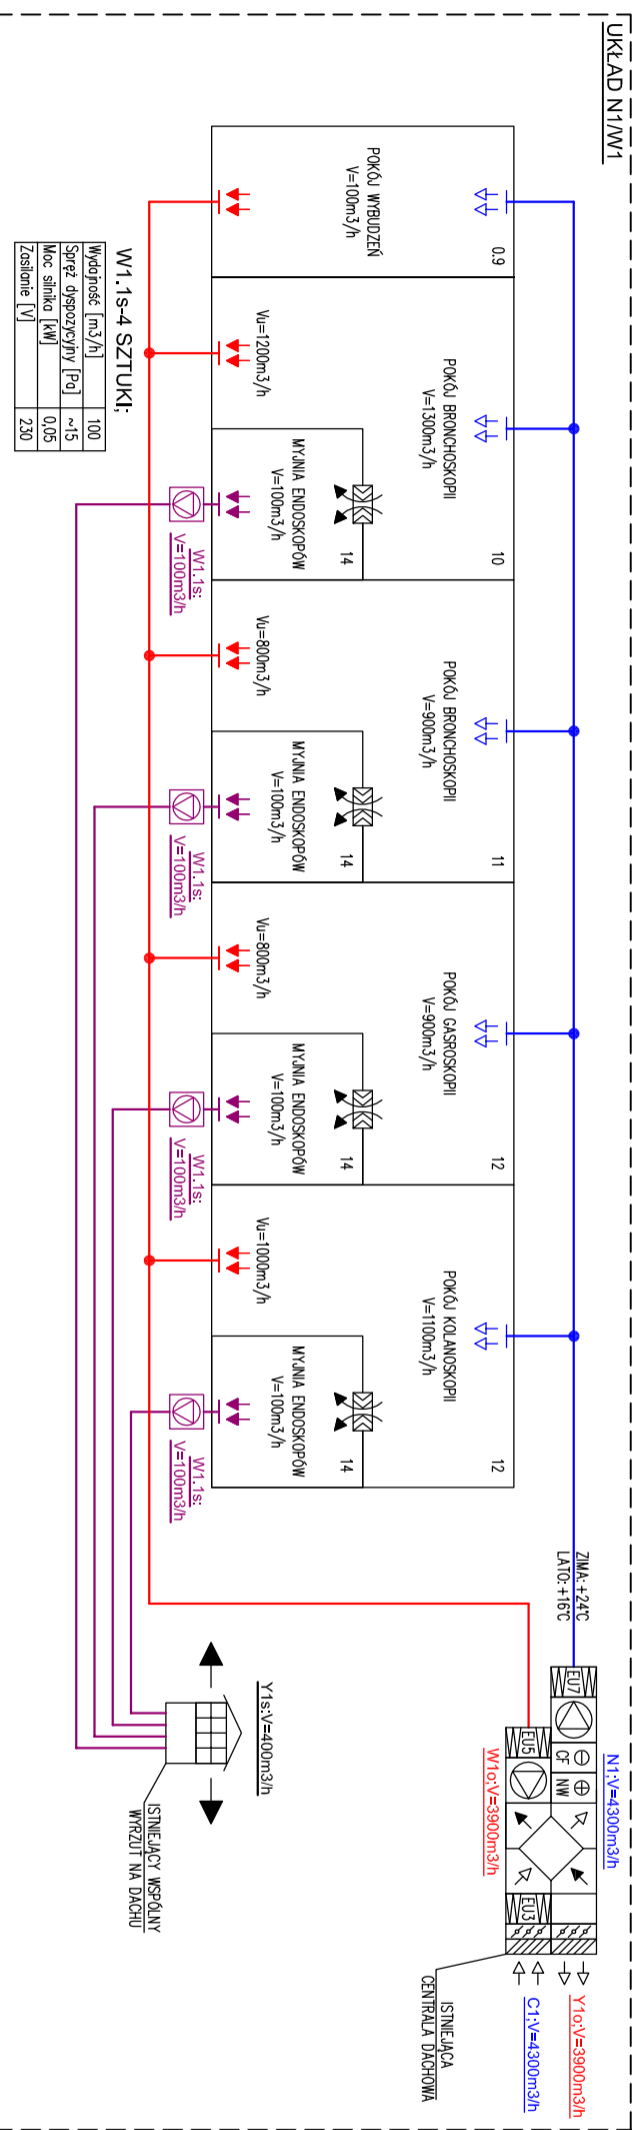 UKŁAD N1/W1
POKÓJ WYBUDZEŃ
V=100m3/h
0.9
POKÓJ BRONCHOSKOPII
V=1300m3/h
10
Vu=1200m3/h
MYJNIA ENDOSKOPÓW
V=100m3/h
14
W1.1s:
V=100m3/h
POKÓJ BRONCHOSKOPII
V=900m3/h
11
Vu=800m3/h
MYJNIA ENDOSKOPÓW
V=100m3/h
14
W1.1s:
V=100m3/h
POKÓJ GASROSKOPII
V=900m3/h
12
Vu=800m3/h
MYJNIA ENDOSKOPÓW
V=100m3/h
14
W1.1s:
V=100m3/h
POKÓJ KOLANOSKOPII
V=1100m3/h
12
Vu=1000m3/h
MYJNIA ENDOSKOPÓW
V=100m3/h
14
W1.1s:
V=100m3/h
ZIMA: +24°C
LATO: +16°C
N1;V=4300m3/h
EU7
CF
NW
EU5
EU3
W1o;V=3900m3/h
Y1o;V=3900m3/h
C1;V=4300m3/h
ISTNIEJĄCA
CENTRALA DACHOWA
Y1s:V=400m3/h
ISTNIEJĄCY WSPÓLNY
WYRZUT NA DACHU
W1.1s-4 SZTUKI;
Wydajność [m3/h] 100
Spręż dyspozycyjny [Pa] ~15
Moc silnika [kW] 0,05
Zasilanie [V] 230